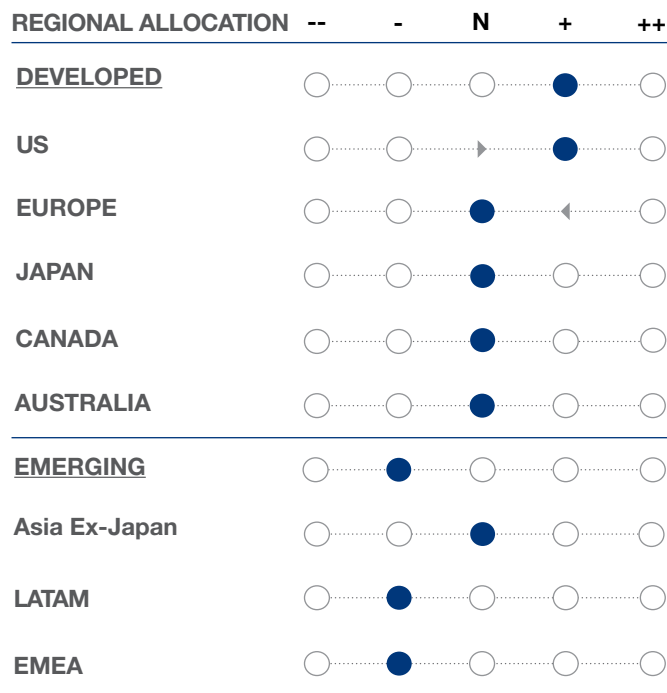 REGIONAL ALLOCATION -- - N + ++
DEVELOPED
US
EUROPE
JAPAN
CANADA
AUSTRALIA
EMERGING
Asia Ex-Japan
LATAM
EMEA